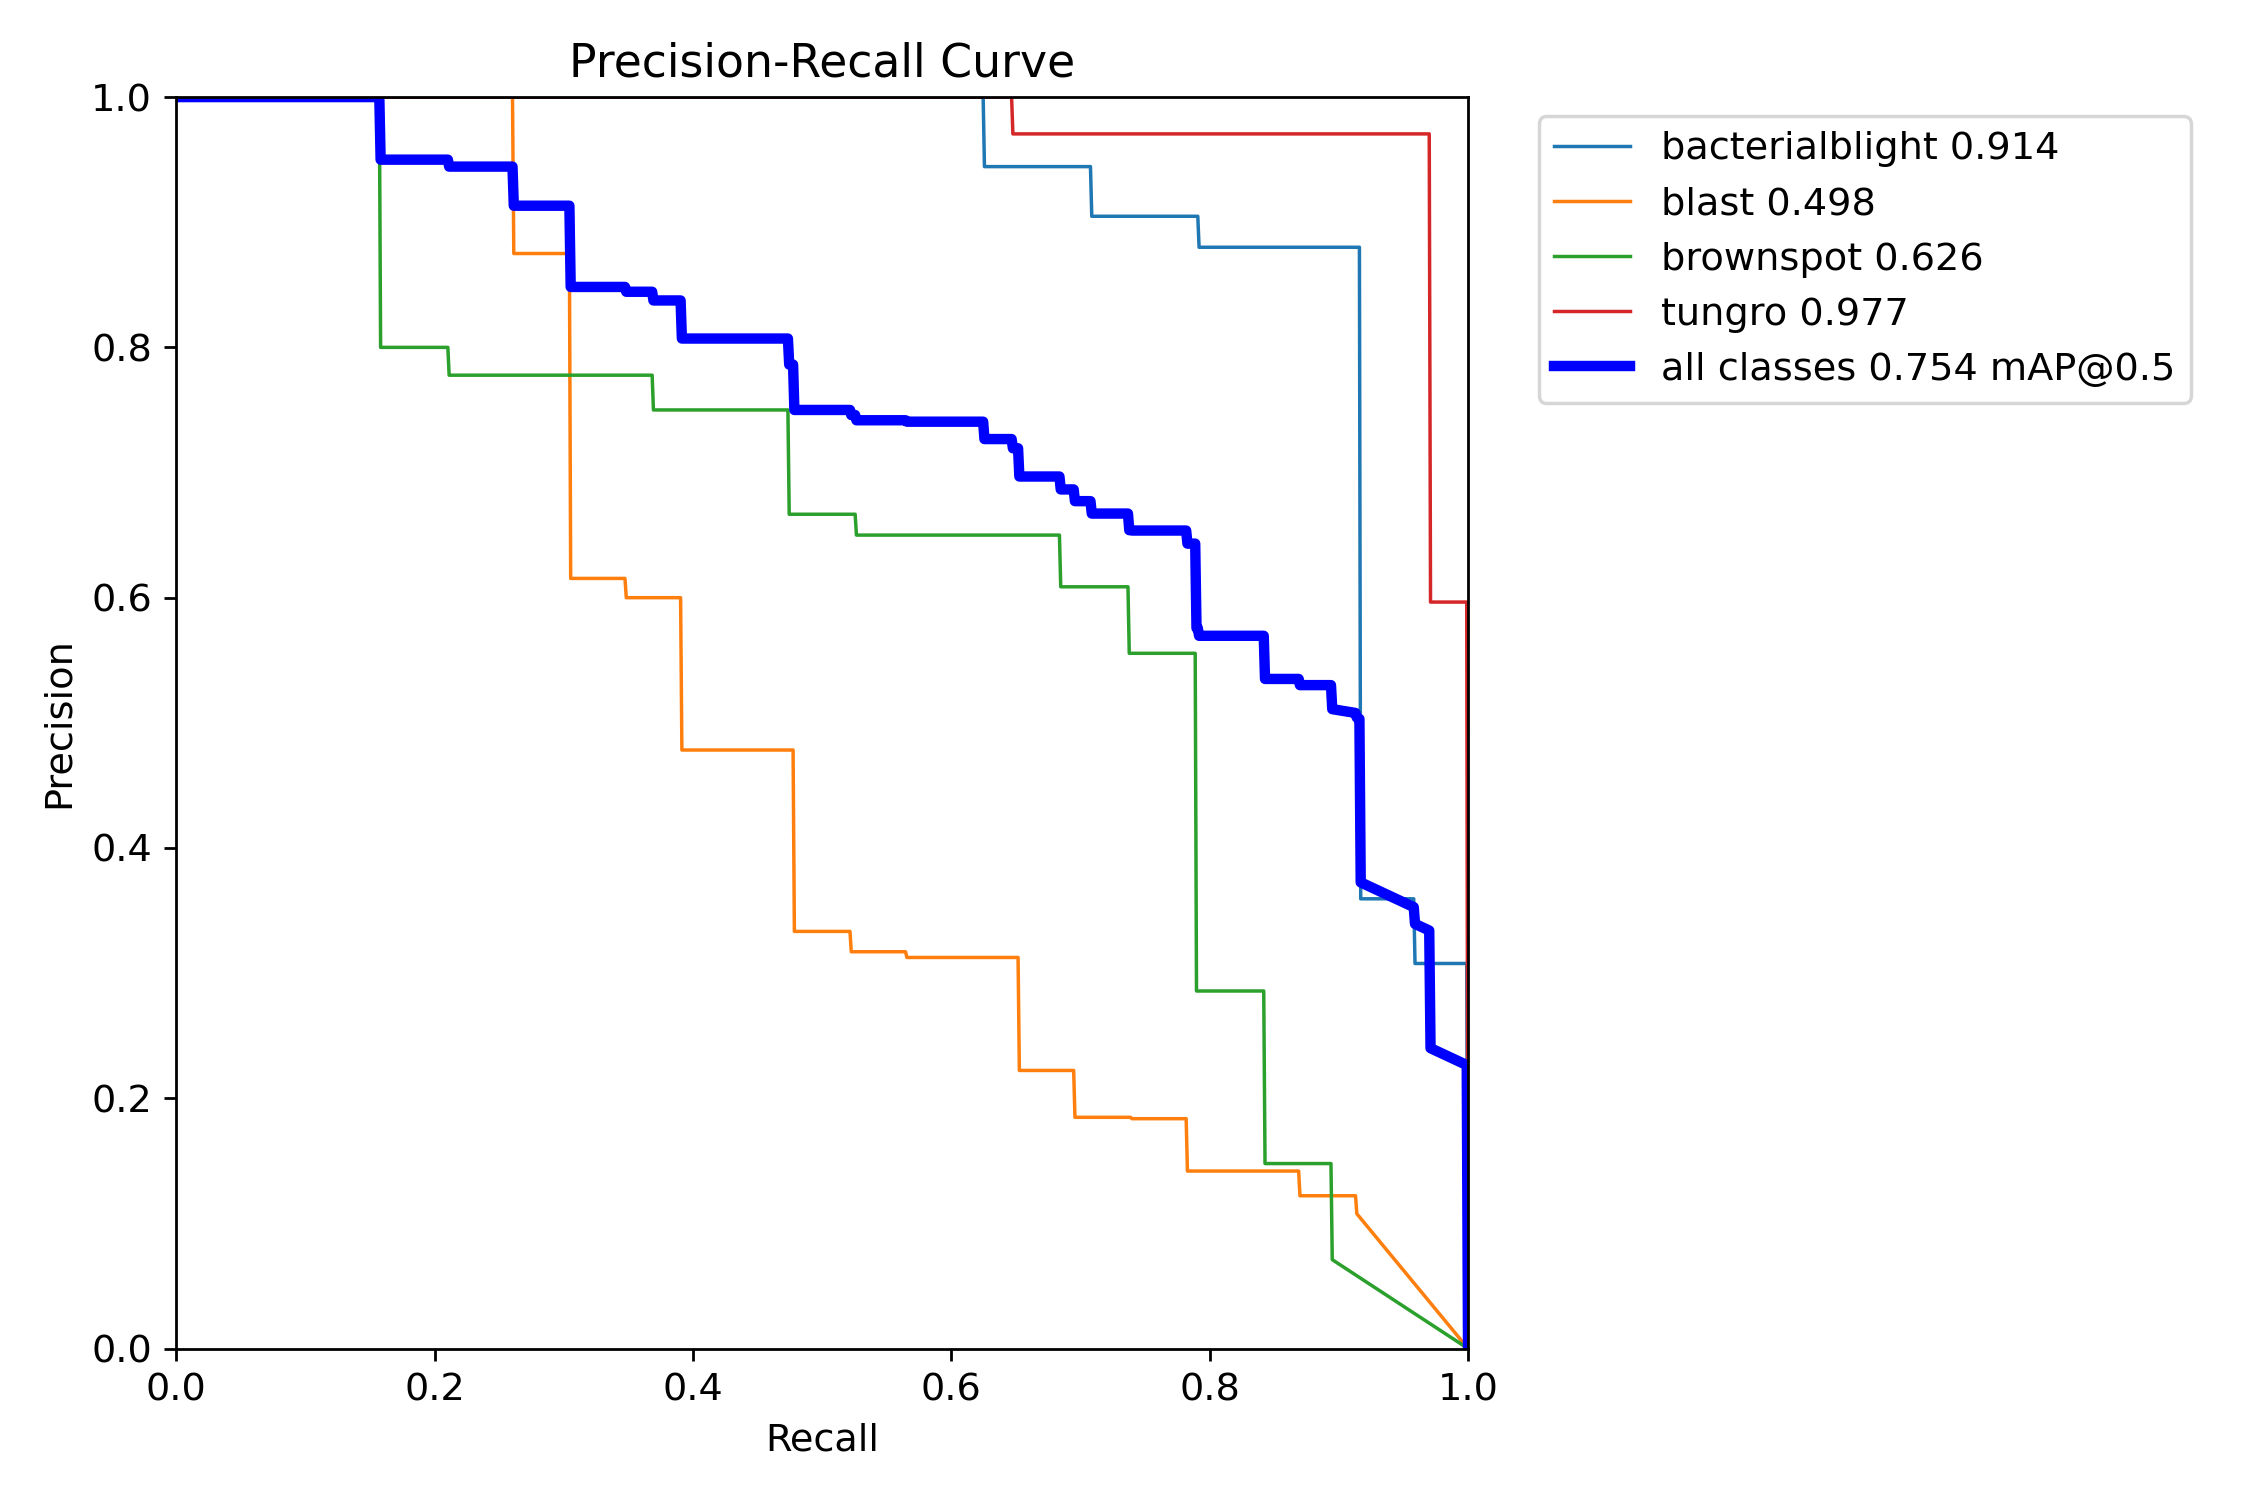 Precision-Recall Curve
1.0
0.8
0.6
0.4
0.2
0.0
Precision
0.0 0.2 0.4 0.6 0.8 1.0
Recall
bacterialblight 0.914
blast 0.498
brownspot 0.626
tungro 0.977
all classes 0.754 mAP@0.5